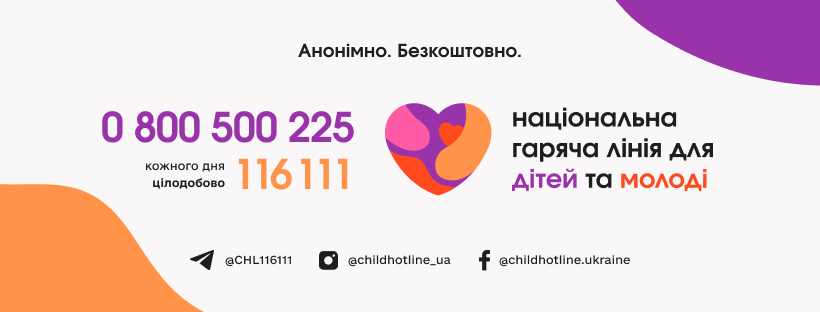 Анонімно. Безкоштовно.
0 800 500 225
кожного дня
цілодобово
116 111
національна
гаряча лінія для
дітей та молоді
@CHL116111
@childhotline_ua
@childhotline.ukraine